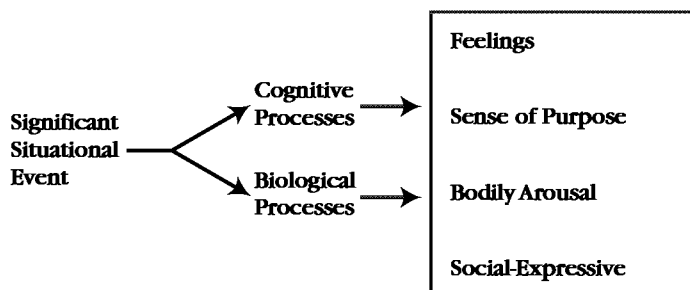 Significant
Situational
Event
Cognitive
Processes
Biological
Processes
Feelings
Sense of Purpose
Bodily Arousal
Social-Expressive